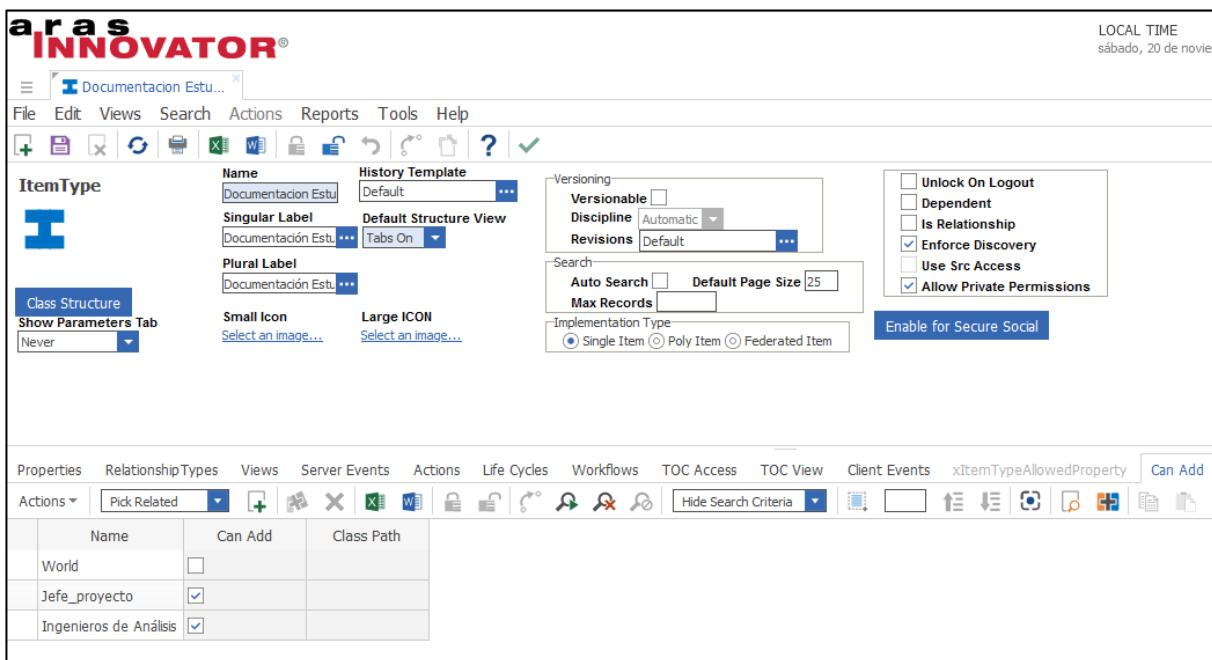 aras
INNOVATOR®
LOCAL TIME
sábado, 20 de novie
Documentacion Estu...
File Edit Views Search Actions Reports Tools Help
ItemType
Name
Documentacion Estu
History Template
Default
Singular Label
Documentación Estu
Default Structure View
Tabs On
Plural Label
Documentación Estu
Class Structure
Show Parameters Tab
Never
Small Icon
Select an image...
Large ICON
Select an image...
Versioning
Versionable
Discipline Automatic
Revisions Default
Search
Auto Search Default Page Size 25
Max Records
Implementation Type
Single Item Poly Item Federated Item
Unlock On Logout
Dependent
Is Relationship
Enforce Discovery
Use Src Access
Allow Private Permissions
Enable for Secure Social
Properties RelationshipTypes Views Server Events Actions Life Cycles Workflows TOC Access TOC View Client Events xItemTypeAllowedProperty Can Add
Actions Pick Related Hide Search Criteria
Name Can Add Class Path
World
Jefe_proyecto
Ingenieros de Análisis